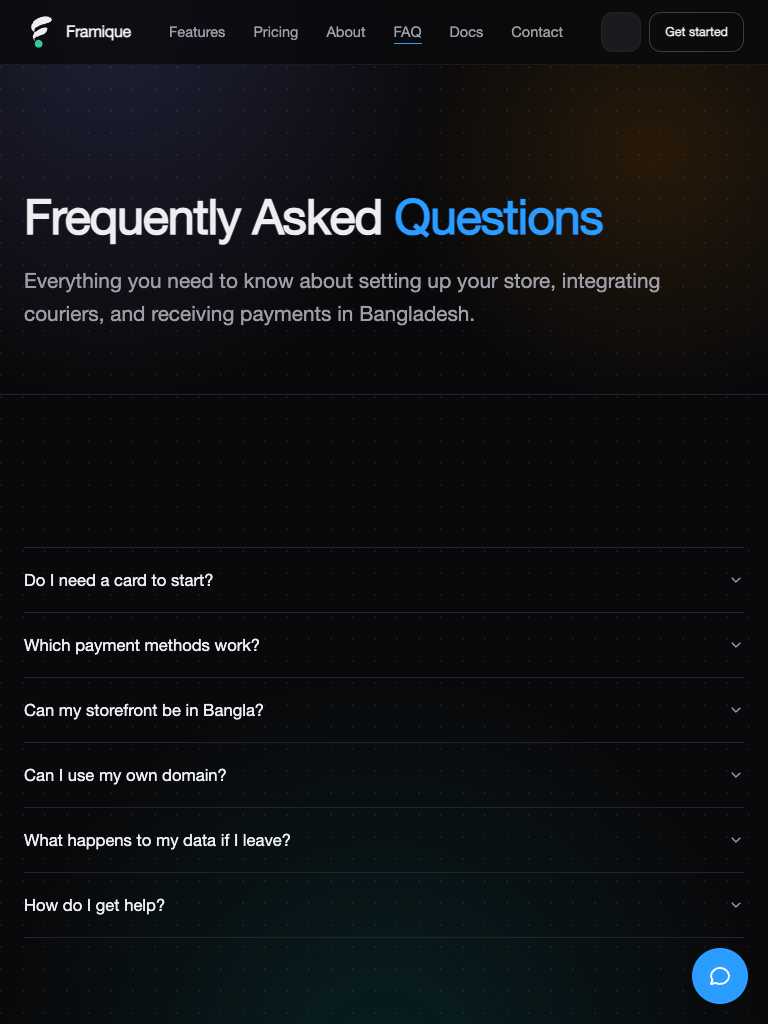 Framique
Features
Pricing
About
FAQ
Docs
Contact
Get started
Frequently Asked Questions
Everything you need to know about setting up your store, integrating
couriers, and receiving payments in Bangladesh.
Do I need a card to start?
Which payment methods work?
Can my storefront be in Bangla?
Can I use my own domain?
What happens to my data if I leave?
How do I get help?